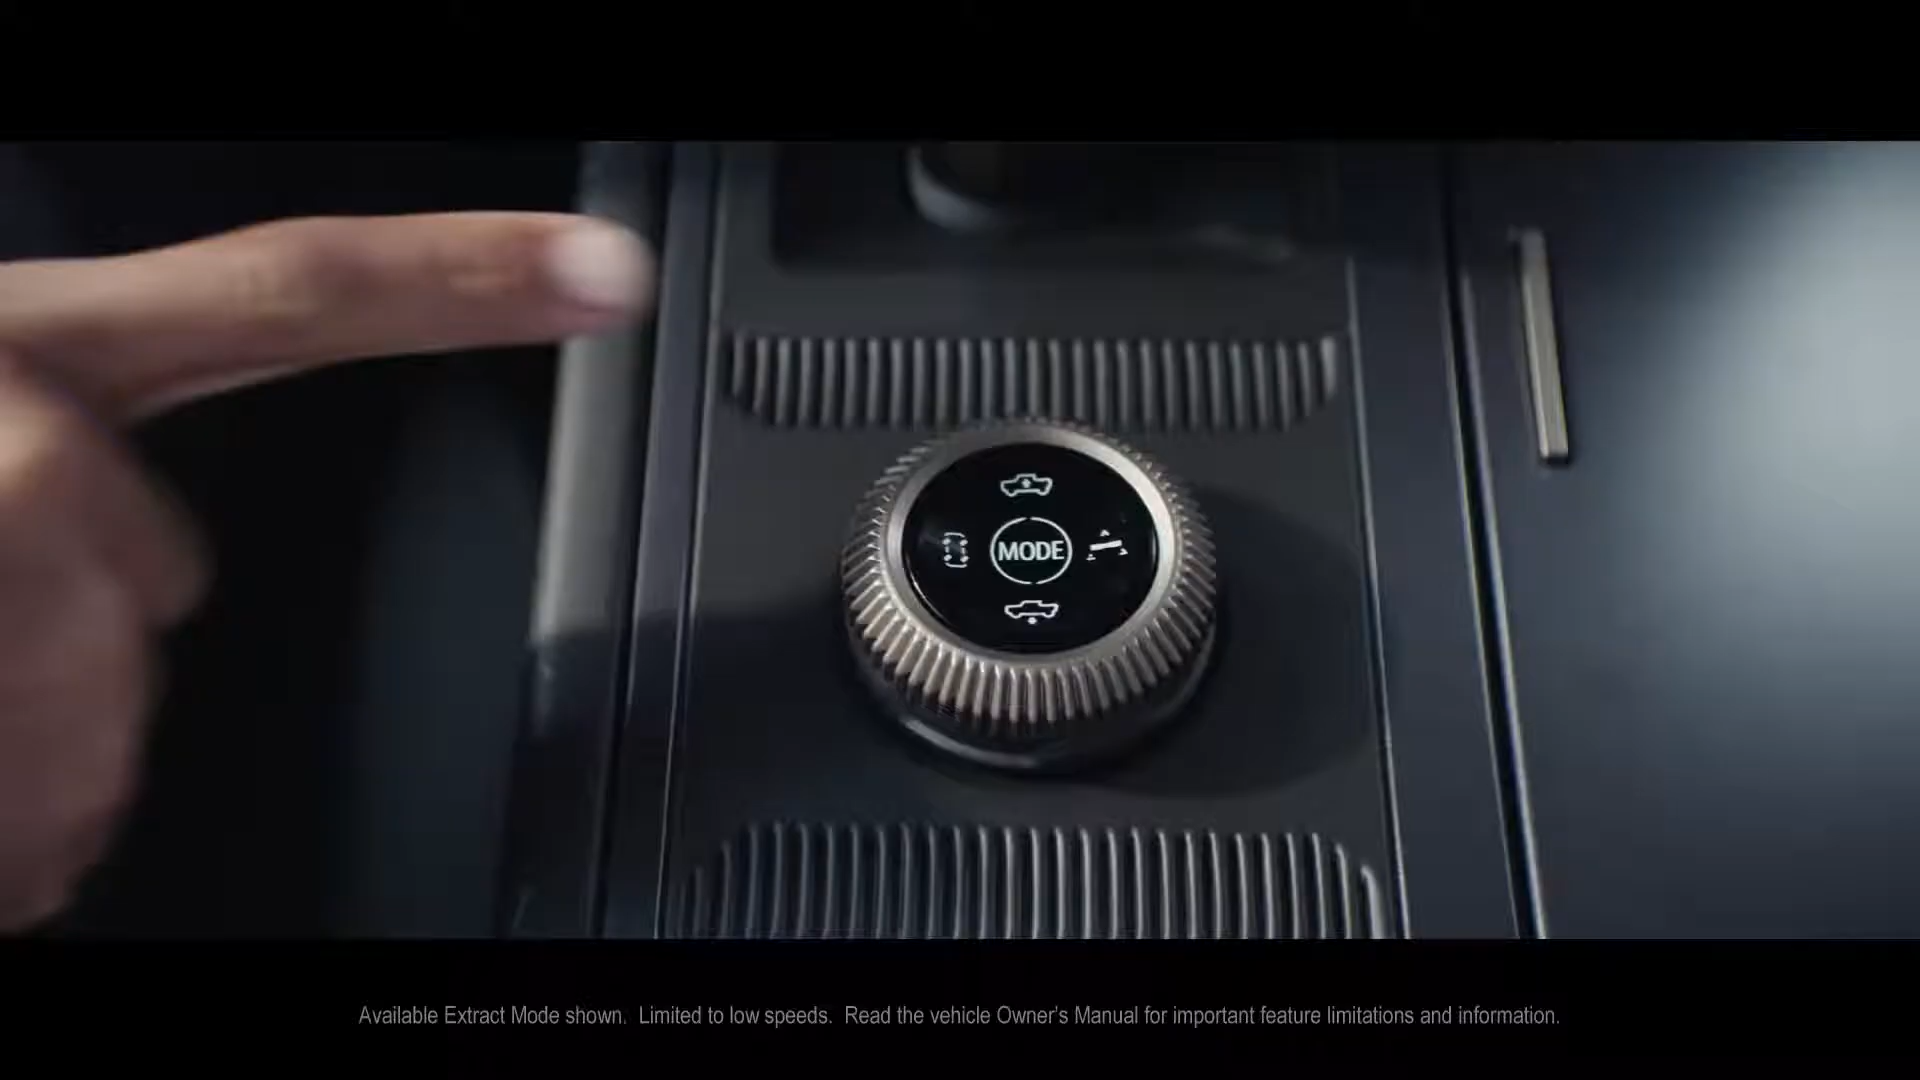 MODE
Available Extract Mode shown. Limited to low speeds. Read the vehicle Owner's Manual for important feature limitations and information.